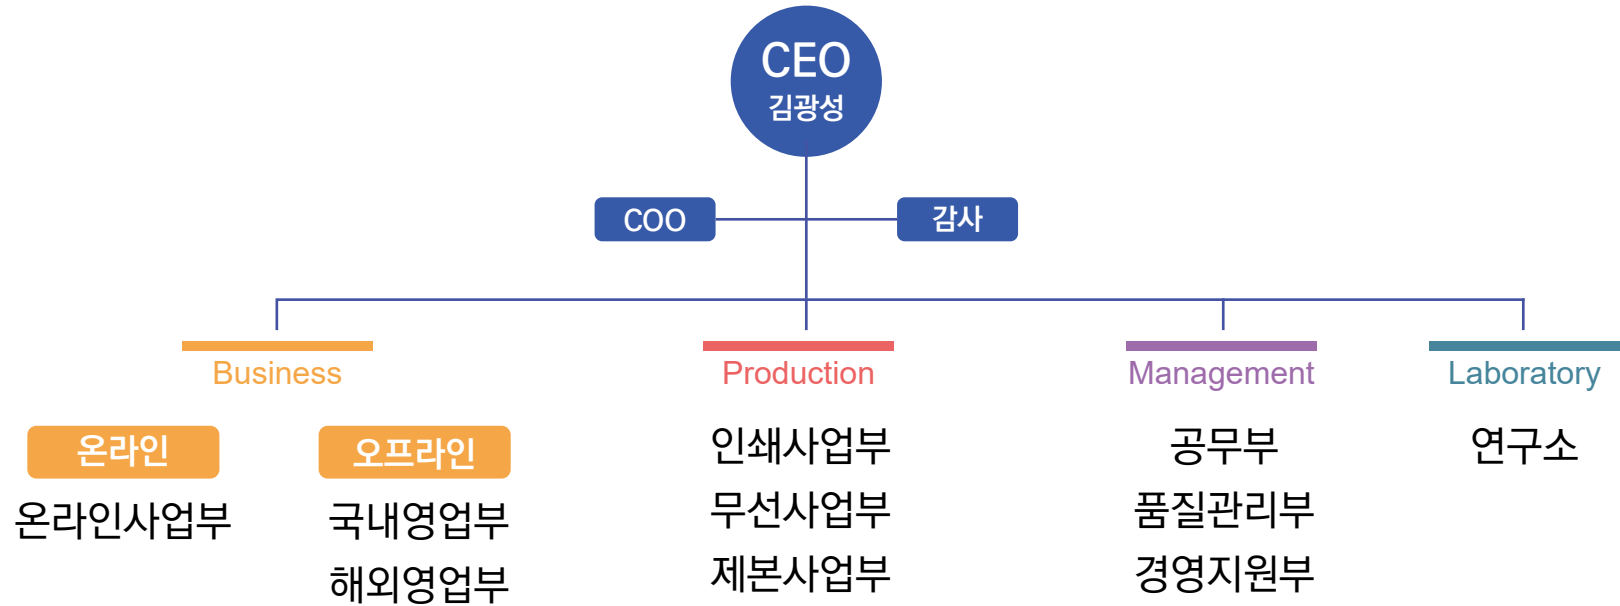 CEO
김광성
COO
감사
Business
Production
Management
Laboratory
온라인
온라인사업부
오프라인
국내영업부
해외영업부
인쇄사업부
무선사업부
제본사업부
공무부
품질관리부
경영지원부
연구소